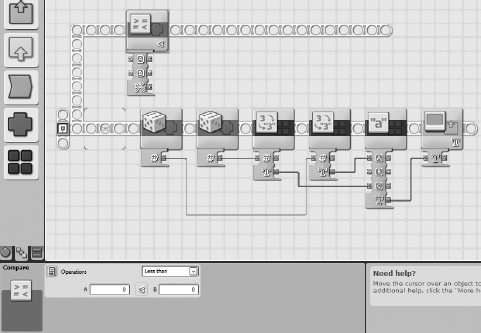 "a"
Compare
Operation:
Less than
A
0
B
0
Need help?
Move the cursor over an object to
additional help, click the "More h